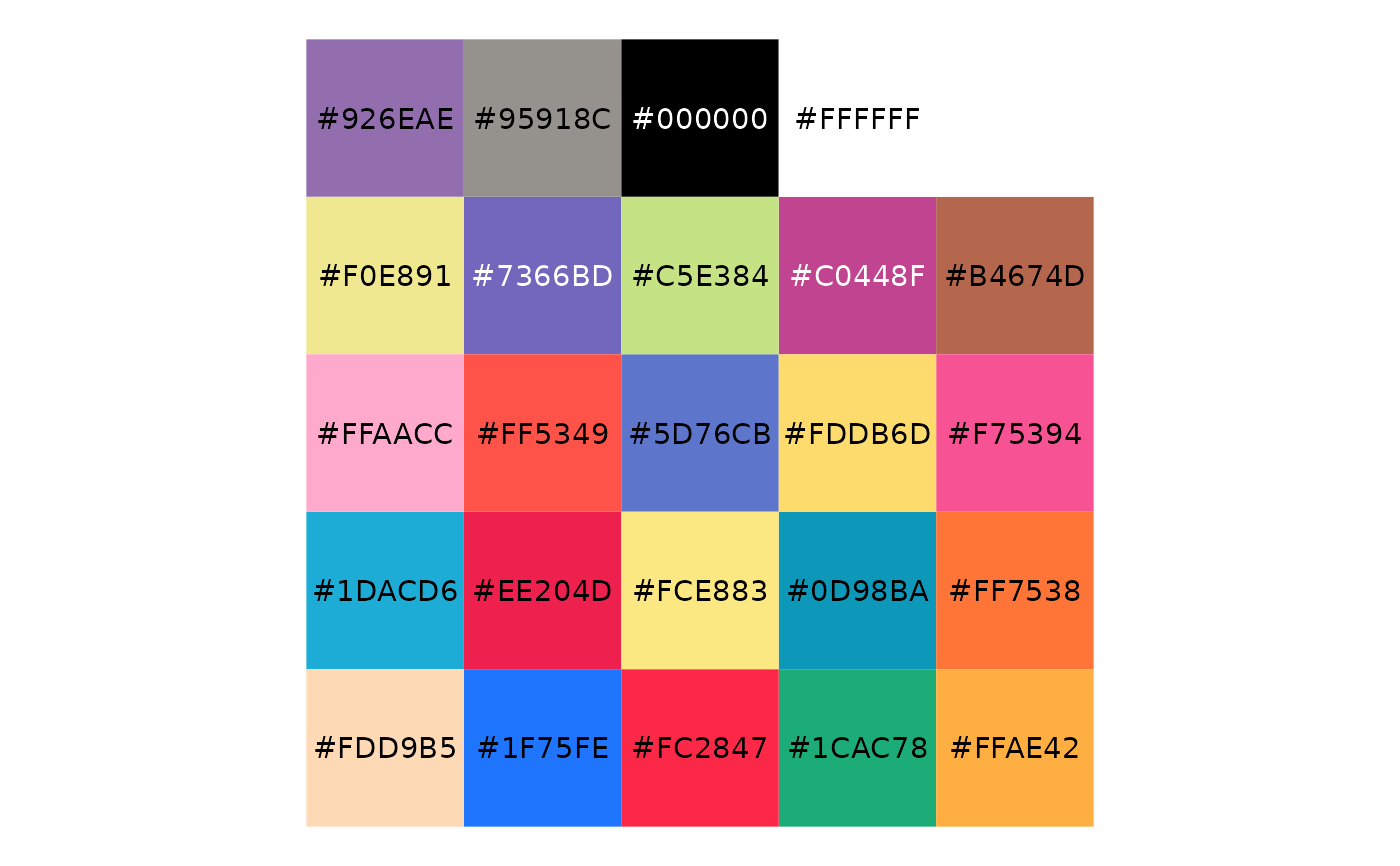 #926EAE #95918C #000000 #FFFFFF
#F0E891 #7366BD #C5E384 #C0448F #B4674D
#FFAACC #FF5349 #5D76CB #FDDB6D #F75394
#1DACD6 #EE204D #FCE883 #0D98BA #FF7538
#FDD9B5 #1F75FE #FC2847 #1CAC78 #FFAE42